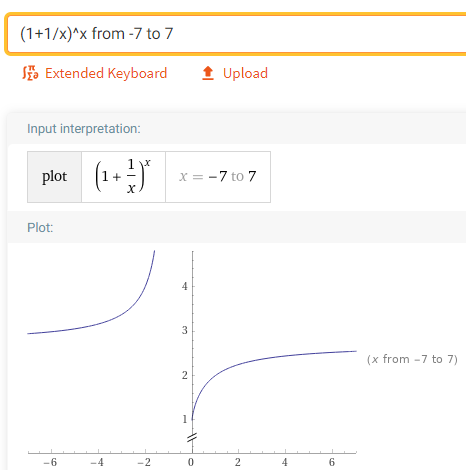 (1+1/x)^x from -7 to 7
Extended Keyboard Upload
Input interpretation:
plot (1 + 1/x)^x x = −7 to 7
Plot:
4
3
2
1
(x from −7 to 7)
−6 −4 −2 0 2 4 6